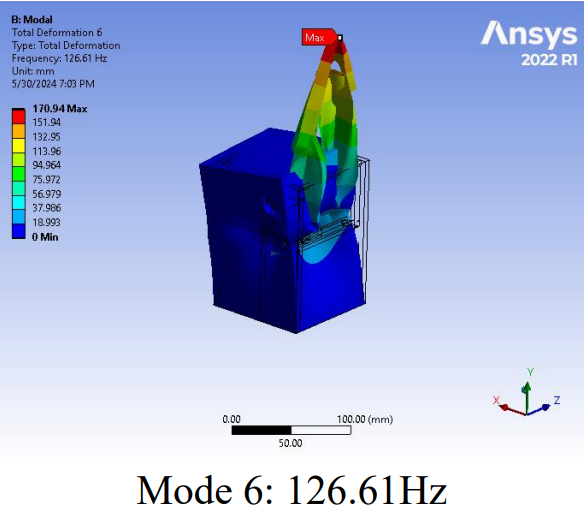 B: Modal
Total Deformation 6
Type: Total Deformation
Frequency: 126.61 Hz
Unit: mm
5/30/2024 7:03 PM
170.94 Max
151.94
132.95
113.96
94.964
75.972
56.979
37.986
18.993
0 Min
Max
Ansys
2022 R1
0.00
100.00 (mm)
50.00
Y
X
Z
Mode 6: 126.61Hz